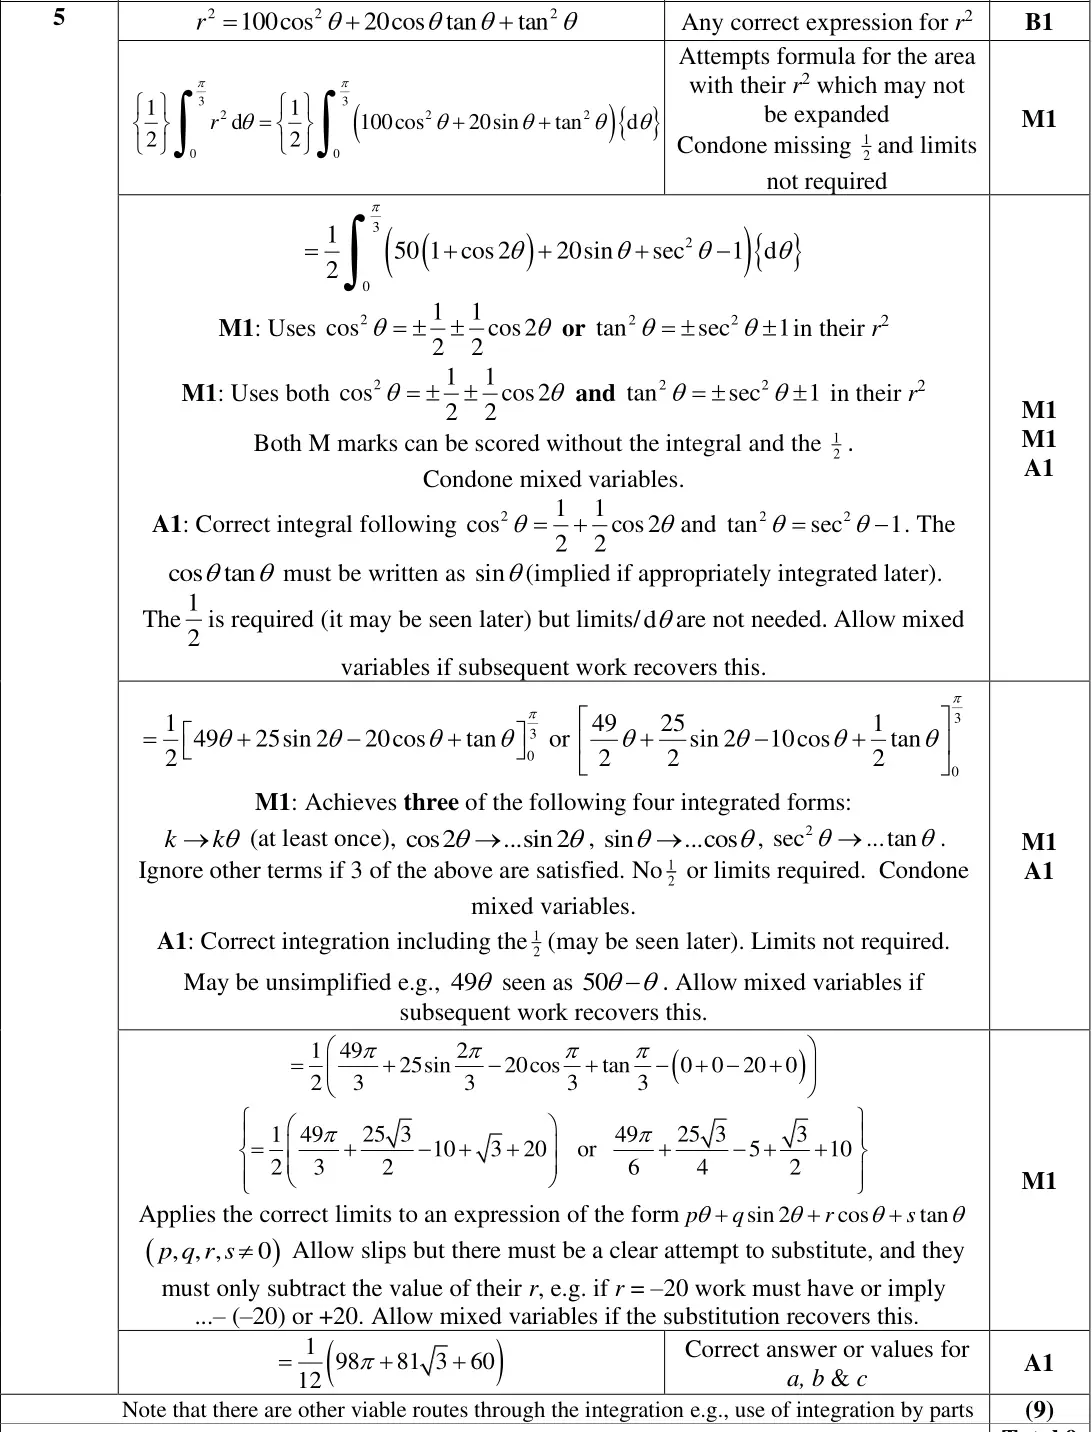 5 r² = 100cos²θ + 20cosθ tanθ + tan²θ Any correct expression for r² B1
{1/2} ∫₀^{π/3} r² dθ = {1/2} ∫₀^{π/3} (100cos²θ + 20sinθ + tan²θ){dθ}
Attempts formula for the area
with their r² which may not
be expanded
Condone missing 1/2 and limits
not required
M1
= 1/2 ∫₀^{π/3} (50(1 + cos2θ) + 20sinθ + sec²θ − 1){dθ}
M1: Uses cos²θ = ± 1/2 ± 1/2 cos2θ or tan²θ = ±sec²θ ±1 in their r²
M1: Uses both cos²θ = ± 1/2 ± 1/2 cos2θ and tan²θ = ±sec²θ ±1 in their r²
Both M marks can be scored without the integral and the 1/2 .
Condone mixed variables.
A1: Correct integral following cos²θ = 1/2 + 1/2 cos2θ and tan²θ = sec²θ − 1. The
cosθ tanθ must be written as sinθ (implied if appropriately integrated later).
The 1/2 is required (it may be seen later) but limits/dθ are not needed. Allow mixed
variables if subsequent work recovers this.
M1
M1
A1
= 1/2 [49θ + 25sin2θ − 20cosθ + tanθ]₀^{π/3} or [49/2 θ + 25/2 sin2θ − 10cosθ + 1/2 tanθ]₀^{π/3}
M1: Achieves three of the following four integrated forms:
k → kθ (at least once), cos2θ → ...sin2θ , sinθ → ...cosθ , sec²θ → ...tanθ .
Ignore other terms if 3 of the above are satisfied. No 1/2 or limits required. Condone
mixed variables.
A1: Correct integration including the 1/2 (may be seen later). Limits not required.
May be unsimplified e.g., 49θ seen as 50θ − θ . Allow mixed variables if
subsequent work recovers this.
M1
A1
= 1/2 (49π/3 + 25sin 2π/3 − 20cos π/3 + tan π/3 − (0 + 0 − 20 + 0))
{= 1/2 (49π/3 + 25√3/2 − 10 + √3 + 20) or 49π/6 + 25√3/4 − 5 + √3/2 + 10}
Applies the correct limits to an expression of the form pθ + qsin2θ + rcosθ + stanθ
(p, q, r, s ≠ 0) Allow slips but there must be a clear attempt to substitute, and they
must only subtract the value of their r, e.g. if r = –20 work must have or imply
...– (–20) or +20. Allow mixed variables if the substitution recovers this.
M1
= 1/12 (98π + 81√3 + 60)
Correct answer or values for
a, b & c
A1
Note that there are other viable routes through the integration e.g., use of integration by parts (9)